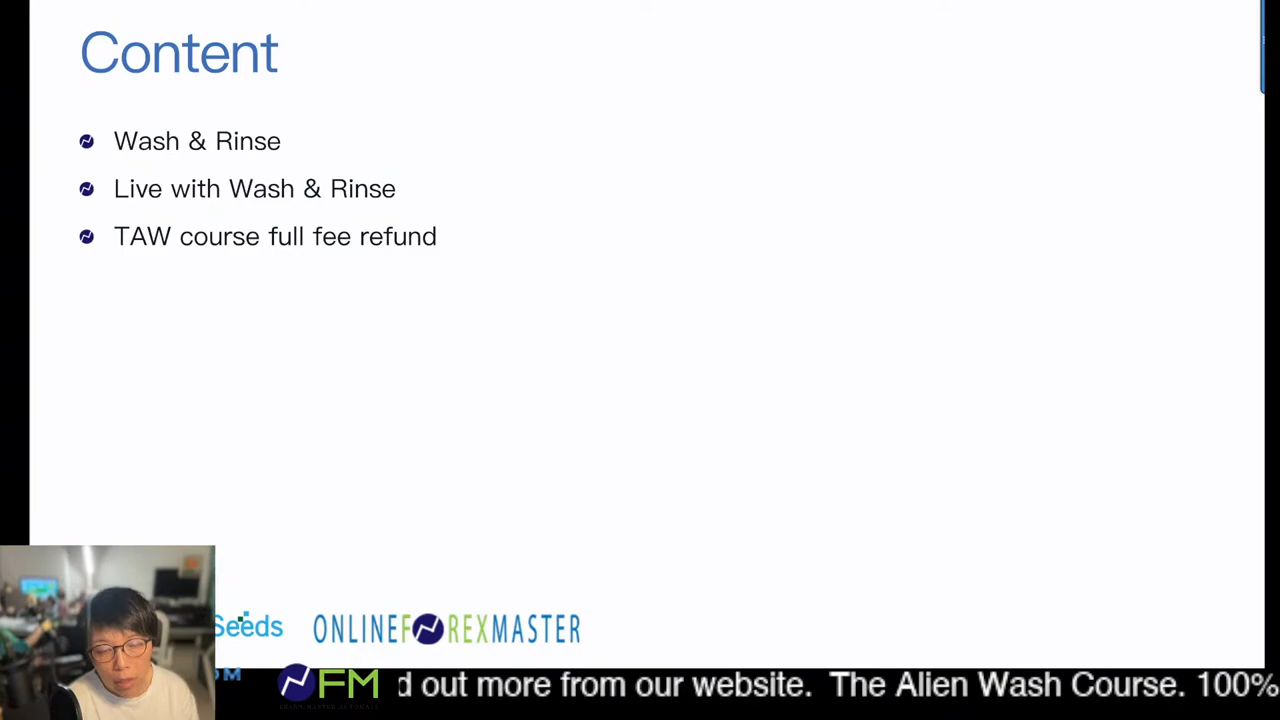 Content
Wash & Rinse
Live with Wash & Rinse
TAW course full fee refund
Seeds
ONLINEFOREXMASTER
OM
FM
d out more from our website. The Alien Wash Course. 100%